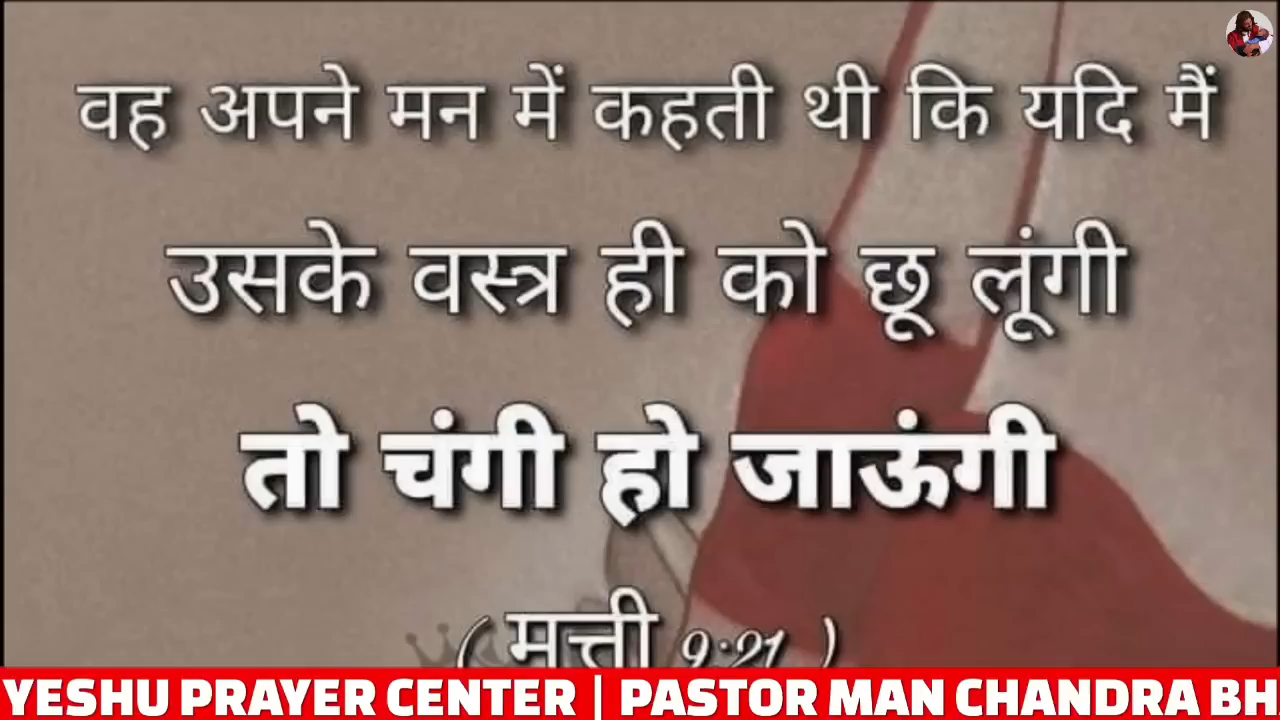 वह अपने मन में कहती थी कि यदि मैं
उसके वस्त्र ही को छू लूंगी
तो चंगी हो जाऊंगी
( मत्ती 9:21 )
YESHU PRAYER CENTER | PASTOR MAN CHANDRA BH